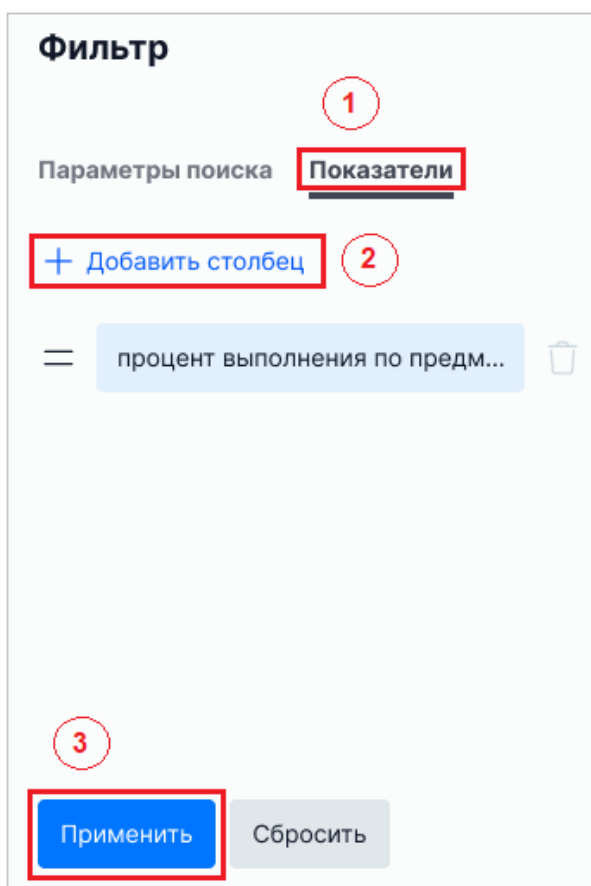 Фильтр
1
Параметры поиска Показатели
+ Добавить столбец 2
процент выполнения по предм...
3
Применить Сбросить